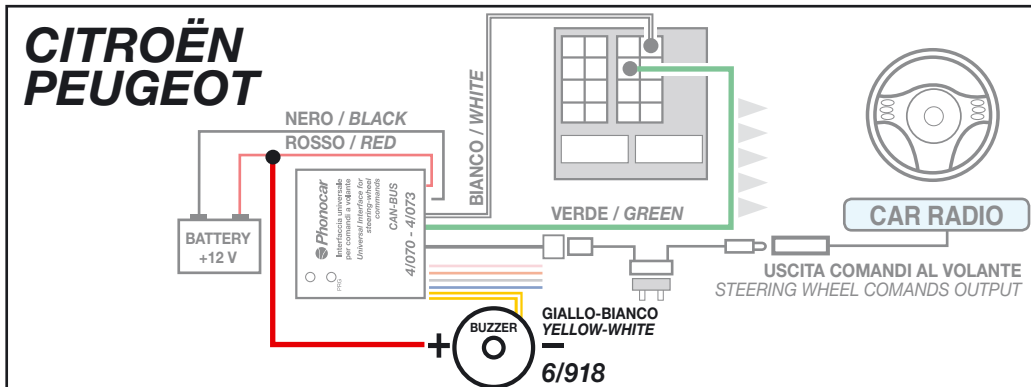 CITROËN
PEUGEOT
NERO / BLACK
ROSSO / RED
BIANCO / WHITE
BATTERY
+12 V
Phonocar
Interfaccia universale
per comandi a volante
Universal Interface for
steering-wheel
commands
CAN-BUS
4/070 - 4/073
PRG
VERDE / GREEN
CAR RADIO
USCITA COMANDI AL VOLANTE
STEERING WHEEL COMANDS OUTPUT
GIALLO-BIANCO
YELLOW-WHITE
BUZZER
+
–
6/918